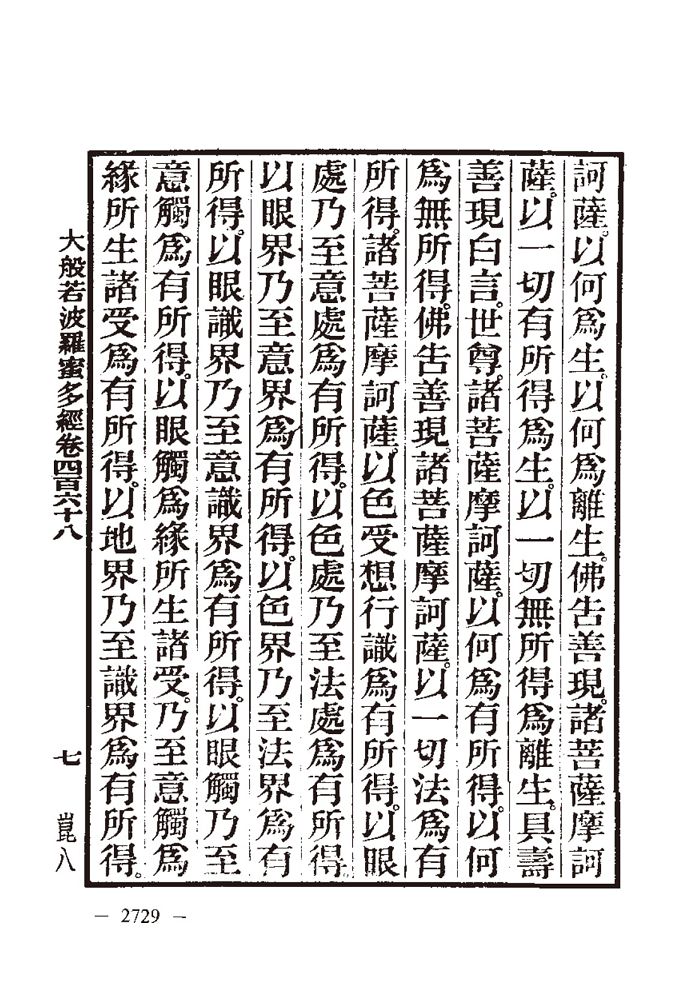 訶薩。以何爲生。以何爲離生。佛告善現。諸菩薩摩訶
薩。以一切有所得爲生。以一切無所得爲離生。具壽
善現白言。世尊。諸菩薩摩訶薩。以何爲有所得。以何
爲無所得。佛告善現。諸菩薩摩訶薩。以一切法爲有
所得。諸菩薩摩訶薩。以色受想行識爲有所得。以眼
處乃至意處爲有所得。以色處乃至法處爲有所得。
以眼界乃至意界爲有所得。以色界乃至法界爲有
所得。以眼識界乃至意識界爲有所得。以眼觸乃至
意觸爲有所得。以眼觸爲緣所生諸受。乃至意觸爲
緣所生諸受爲有所得。以地界乃至識界爲有所得。
大般若波羅蜜多經卷四百六十八 七 崑八
— 2729 —